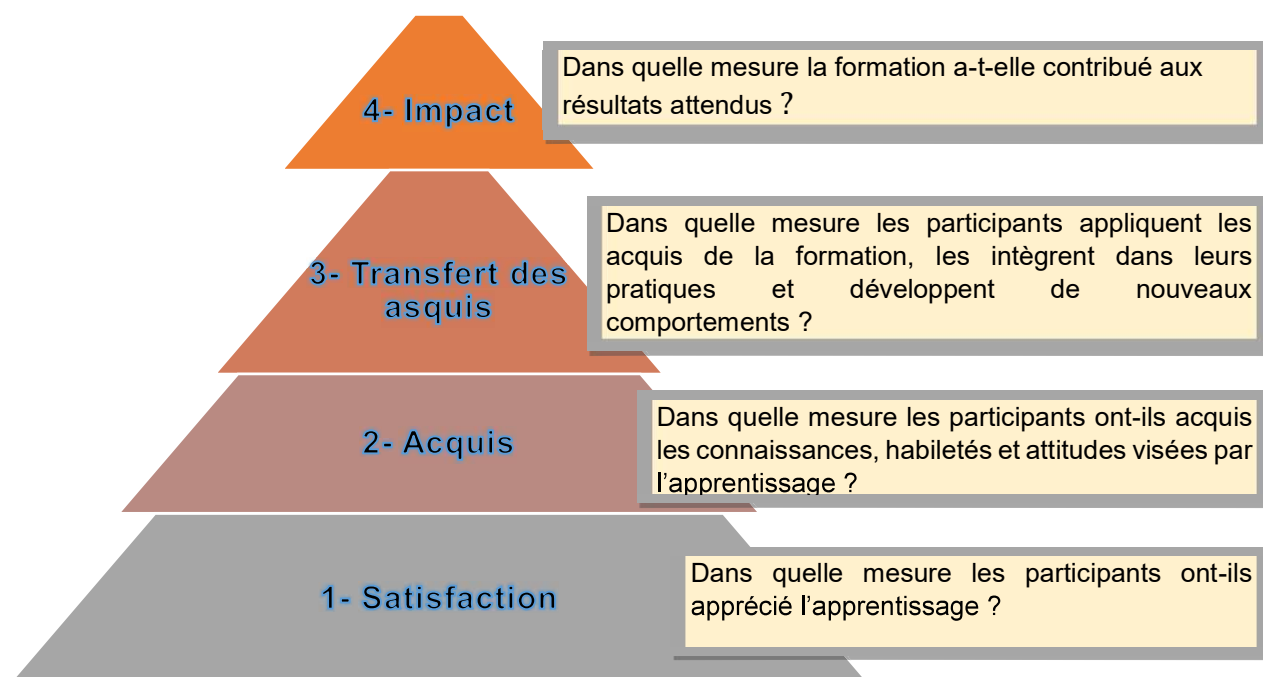 4- Impact
Dans quelle mesure la formation a-t-elle contribué aux
résultats attendus ?
3- Transfert des
asquis
Dans quelle mesure les participants appliquent les
acquis de la formation, les intègrent dans leurs
pratiques et développent de nouveaux
comportements ?
2- Acquis
Dans quelle mesure les participants ont-ils acquis
les connaissances, habiletés et attitudes visées par
l’apprentissage ?
1- Satisfaction
Dans quelle mesure les participants ont-ils
apprécié l’apprentissage ?